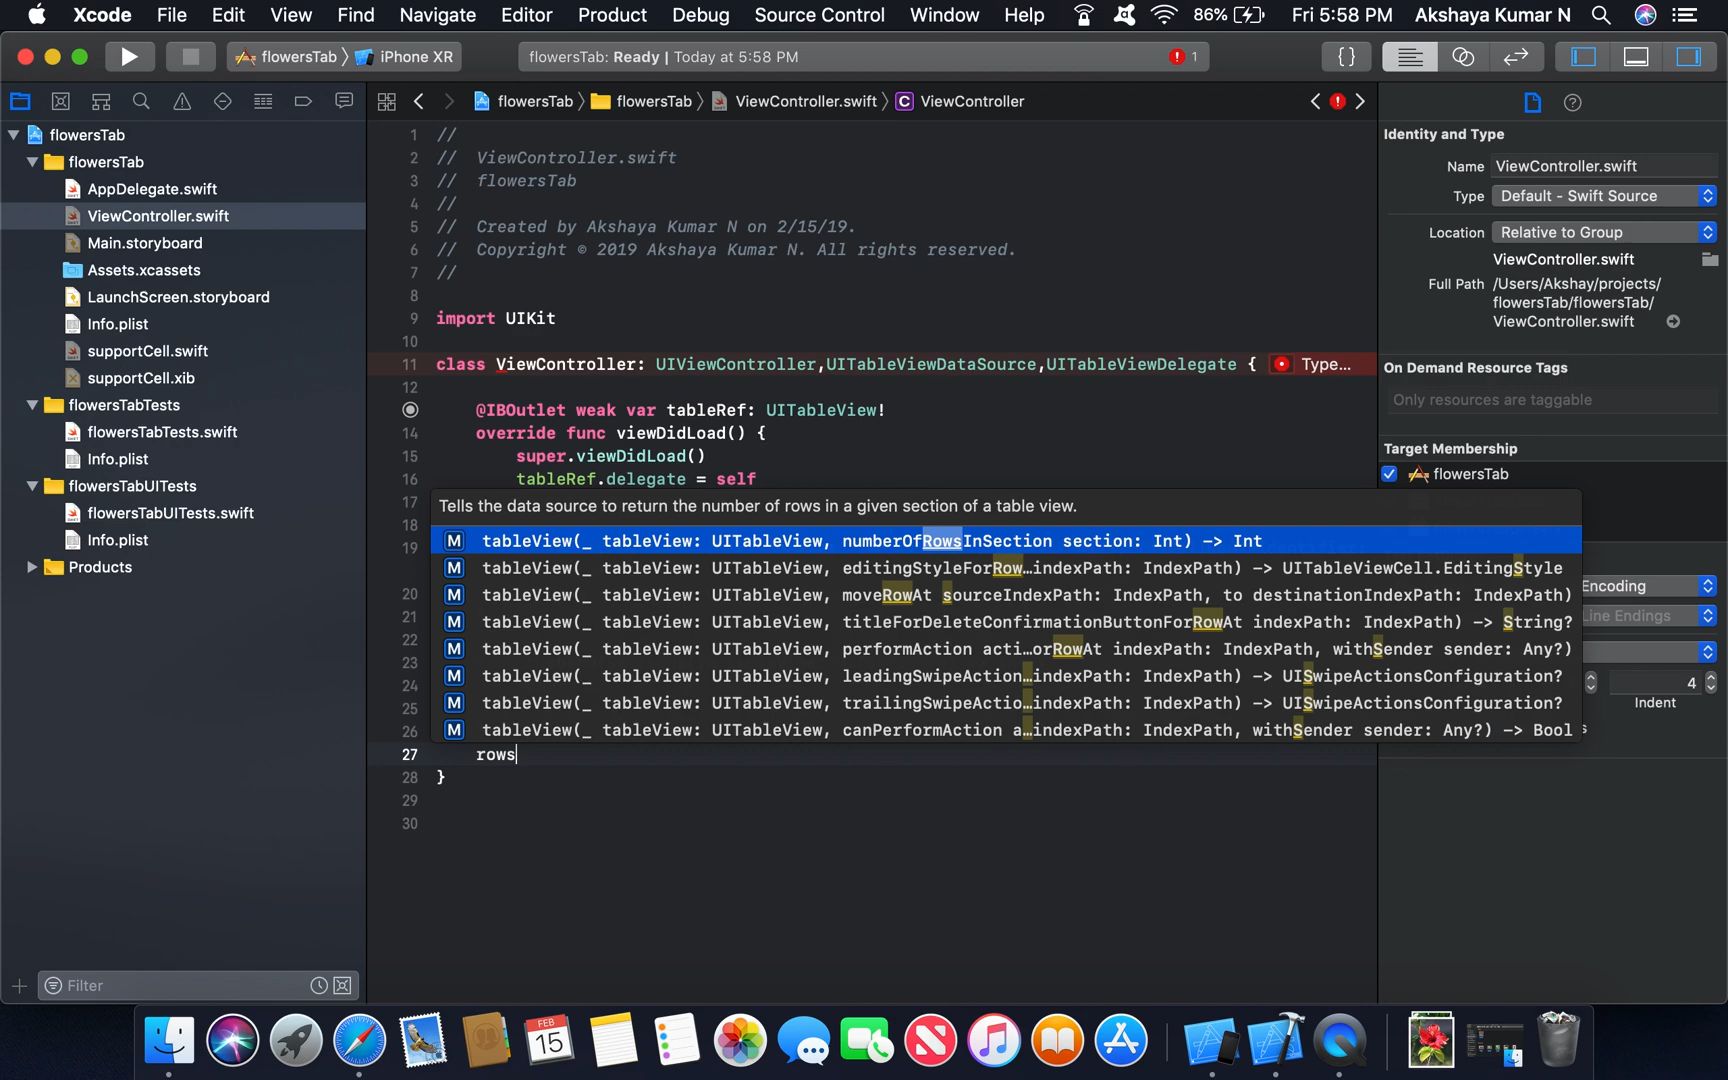 Xcode File Edit View Find Navigate Editor Product Debug Source Control Window Help 86% Fri 5:58 PM Akshaya Kumar N
flowersTab iPhone XR flowersTab: Ready | Today at 5:58 PM 1 {}
flowersTab flowersTab ViewController.swift C ViewController
flowersTab
flowersTab
AppDelegate.swift
ViewController.swift
Main.storyboard
Assets.xcassets
LaunchScreen.storyboard
Info.plist
supportCell.swift
supportCell.xib
flowersTabTests
flowersTabTests.swift
Info.plist
flowersTabUITests
flowersTabUITests.swift
Info.plist
Products
Filter
1 //
2 // ViewController.swift
3 // flowersTab
4 //
5 // Created by Akshaya Kumar N on 2/15/19.
6 // Copyright © 2019 Akshaya Kumar N. All rights reserved.
7 //
8
9 import UIKit
10
11 class ViewController: UIViewController,UITableViewDataSource,UITableViewDelegate { Type...
12
@IBOutlet weak var tableRef: UITableView!
14 override func viewDidLoad() {
15 super.viewDidLoad()
16 tableRef.delegate = self
17 Tells the data source to return the number of rows in a given section of a table view.
18
19
20
21
22
23
24
25
26
M tableView(_ tableView: UITableView, numberOfRowsInSection section: Int) -> Int
M tableView(_ tableView: UITableView, editingStyleForRow...indexPath: IndexPath) -> UITableViewCell.EditingStyle
M tableView(_ tableView: UITableView, moveRowAt sourceIndexPath: IndexPath, to destinationIndexPath: IndexPath)
M tableView(_ tableView: UITableView, titleForDeleteConfirmationButtonForRowAt indexPath: IndexPath) -> String?
M tableView(_ tableView: UITableView, performAction acti...orRowAt indexPath: IndexPath, withSender sender: Any?)
M tableView(_ tableView: UITableView, leadingSwipeAction...indexPath: IndexPath) -> UISwipeActionsConfiguration?
M tableView(_ tableView: UITableView, trailingSwipeActio...indexPath: IndexPath) -> UISwipeActionsConfiguration?
M tableView(_ tableView: UITableView, canPerformAction a...indexPath: IndexPath, withSender sender: Any?) -> Bool
27 rows
28 }
29
30
Identity and Type
Name ViewController.swift
Type Default - Swift Source
Location Relative to Group
ViewController.swift
Full Path /Users/Akshay/projects/
flowersTab/flowersTab/
ViewController.swift
On Demand Resource Tags
Only resources are taggable
Target Membership
flowersTab
Encoding
Line Endings
4
Indent
s
FEB
15